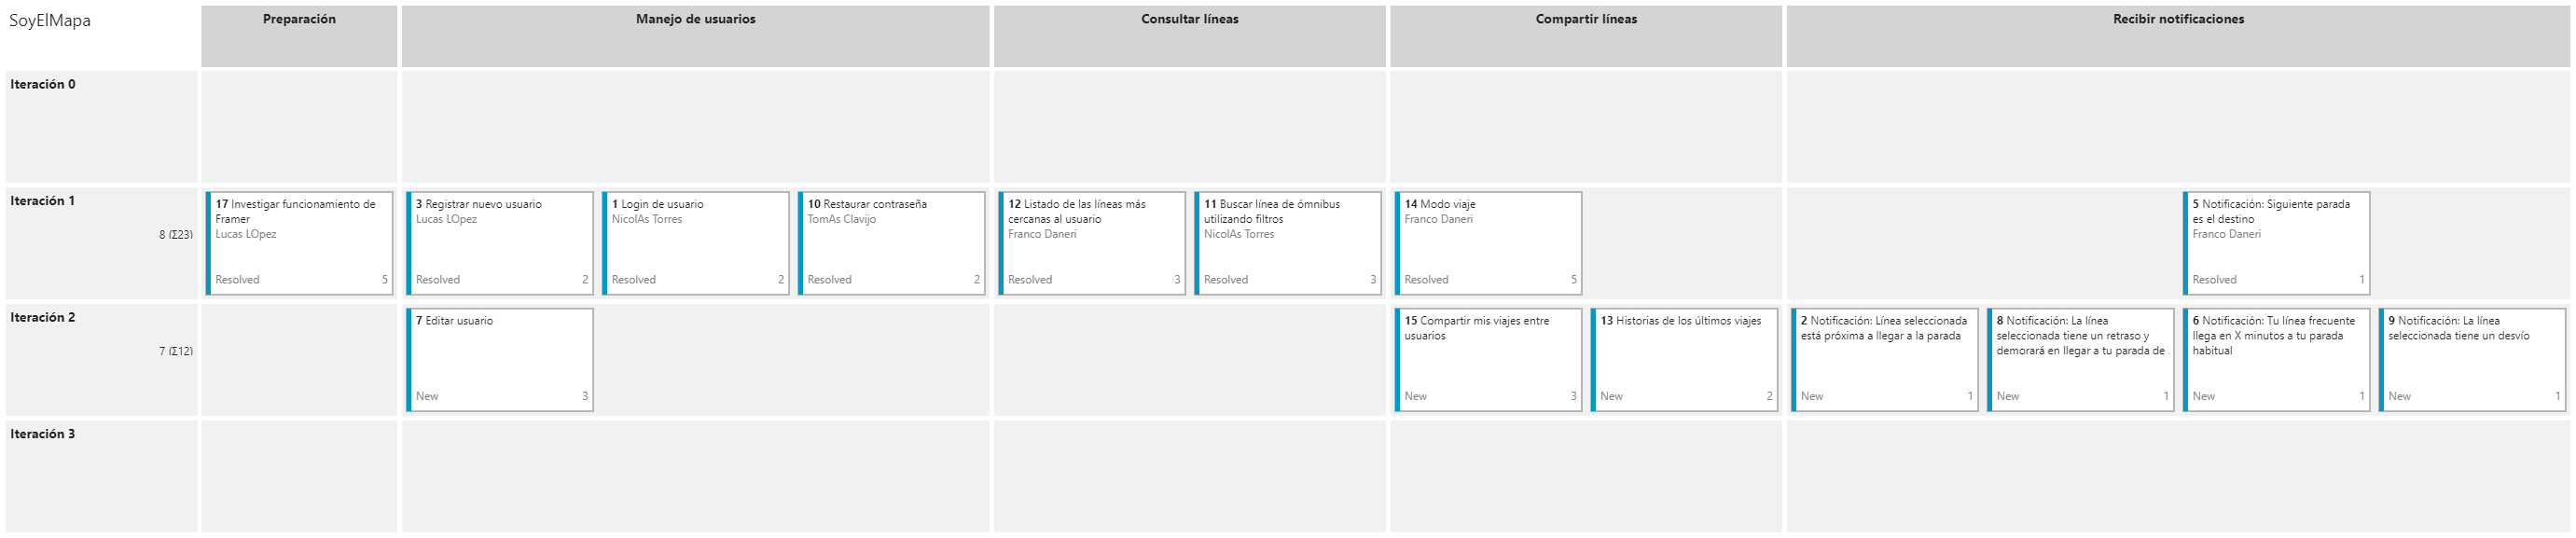 SoyElMapa
Preparación
Manejo de usuarios
Consultar líneas
Compartir líneas
Recibir notificaciones
Iteración 0
Iteración 1
8 (Σ23)
17 Investigar funcionamiento de
Framer
Lucas LOpez
Resolved 5
3 Registrar nuevo usuario
Lucas LOpez
Resolved 2
1 Login de usuario
NicolAs Torres
Resolved 2
10 Restaurar contraseña
TomAs Clavijo
Resolved 2
12 Listado de las líneas más
cercanas al usuario
Franco Daneri
Resolved 3
11 Buscar línea de ómnibus
utilizando filtros
NicolAs Torres
Resolved 3
14 Modo viaje
Franco Daneri
Resolved 5
5 Notificación: Siguiente parada
es el destino
Franco Daneri
Resolved 1
Iteración 2
7 (Σ12)
7 Editar usuario
New 3
15 Compartir mis viajes entre
usuarios
New 3
13 Historias de los últimos viajes
New 2
2 Notificación: Línea seleccionada
está próxima a llegar a la parada
New 1
8 Notificación: La línea
seleccionada tiene un retraso y
demorará en llegar a tu parada de
New 1
6 Notificación: Tu línea frecuente
llega en X minutos a tu parada
habitual
New 1
9 Notificación: La línea
seleccionada tiene un desvío
New 1
Iteración 3